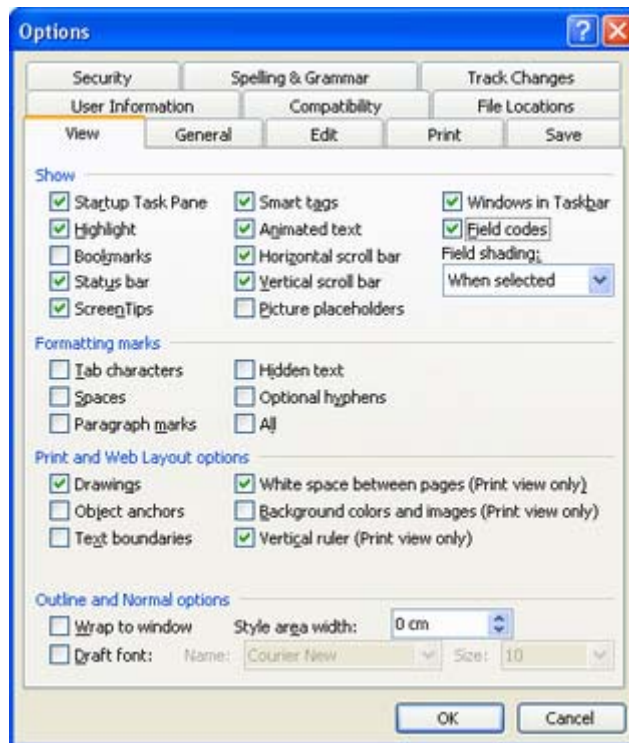 Options
Security Spelling & Grammar Track Changes
User Information Compatibility File Locations
View General Edit Print Save
Show
Startup Task Pane Smart tags Windows in Taskbar
Highlight Animated text Field codes
Bookmarks Horizontal scroll bar Field shading:
Status bar Vertical scroll bar When selected
ScreenTips Picture placeholders
Formatting marks
Tab characters Hidden text
Spaces Optional hyphens
Paragraph marks All
Print and Web Layout options
Drawings White space between pages (Print view only)
Object anchors Background colors and images (Print view only)
Text boundaries Vertical ruler (Print view only)
Outline and Normal options
Wrap to window Style area width: 0 cm
Draft font: Name: Courier New Size: 10
OK Cancel